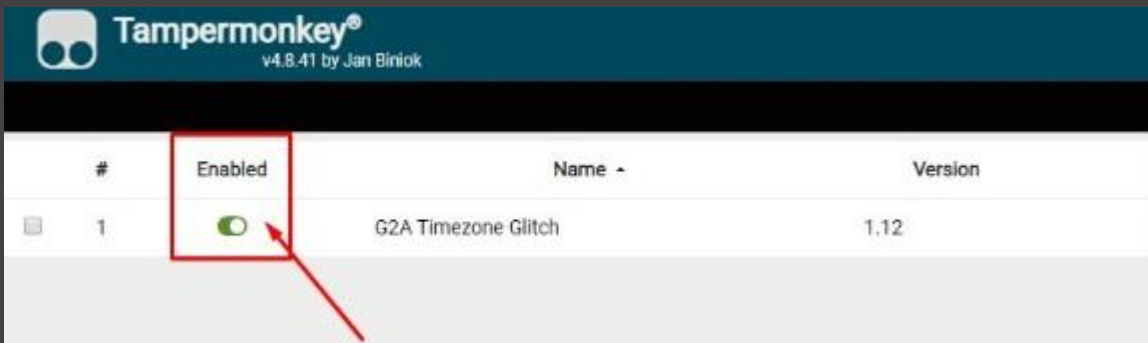 Tampermonkey®
v4.8.41 by Jan Biniok
# Enabled Name Version
1 G2A Timezone Glitch 1.12